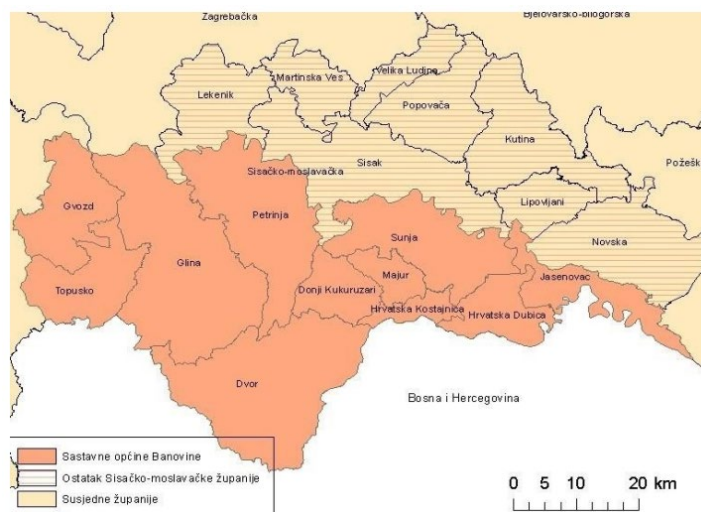 Zagrebačka
Bjelovarsko-bilogorska
Velika Ludina
Martinska Ves
Lekenik
Popovača
Kutina
Sisak
Požešk
Sisačko-moslavačka
Lipovljani
Gvozd
Petrinja
Sunja
Novska
Glina
Majur
Jasenovac
Topusko
Donji Kukuruzari
Hrvatska Kostajnica
Hrvatska Dubica
Dvor
Bosna i Hercegovina
Sastavne općine Banovine
Ostatak Sisačko-moslavačke županije
Susjedne županije
0 5 10 20 km